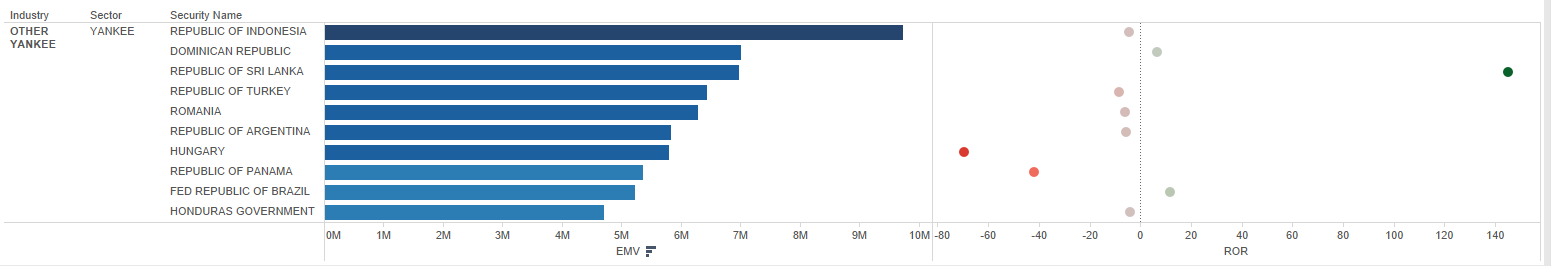 Industry Sector Security Name
OTHER YANKEE YANKEE REPUBLIC OF INDONESIA
DOMINICAN REPUBLIC
REPUBLIC OF SRI LANKA
REPUBLIC OF TURKEY
ROMANIA
REPUBLIC OF ARGENTINA
HUNGARY
REPUBLIC OF PANAMA
FED REPUBLIC OF BRAZIL
HONDURAS GOVERNMENT
0M 1M 2M 3M 4M 5M 6M 7M 8M 9M 10M -80 -60 -40 -20 0 20 40 60 80 100 120 140
EMV ROR